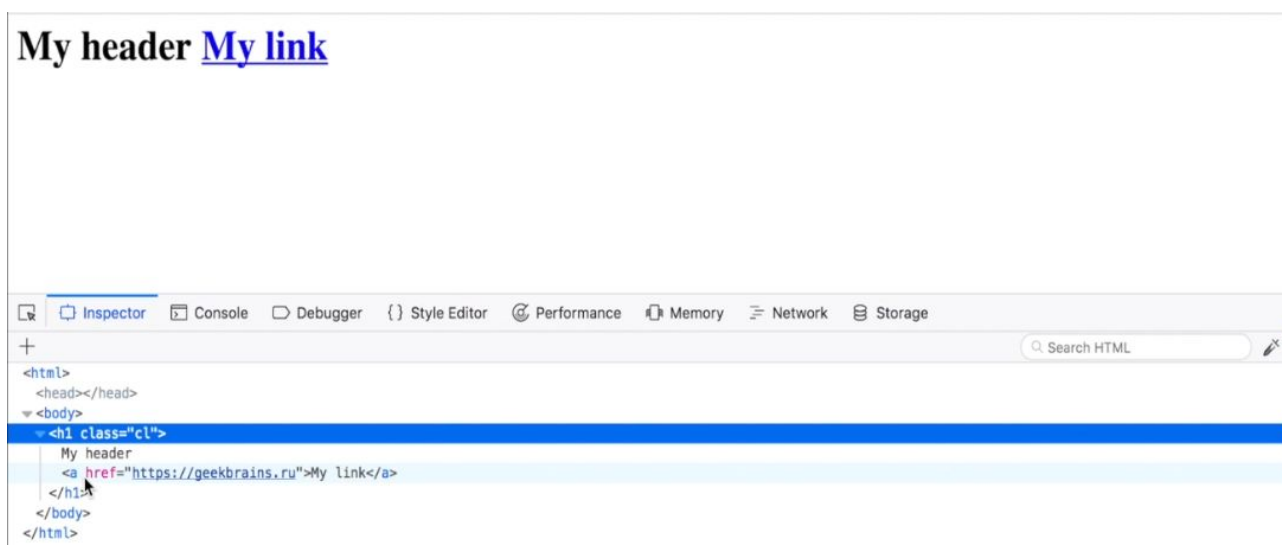 My header My link
Inspector Console Debugger {} Style Editor Performance Memory Network Storage
+ Search HTML
<html>
<head></head>
<body>
<h1 class="cl">
My header
<a href="https://geekbrains.ru">My link</a>
</h1>
</body>
</html>